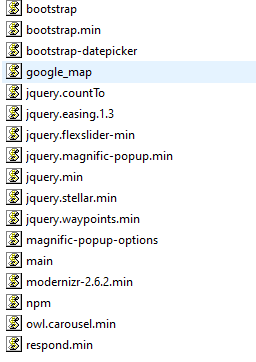 bootstrap
bootstrap.min
bootstrap-datepicker
google_map
jquery.countTo
jquery.easing.1.3
jquery.flexslider-min
jquery.magnific-popup.min
jquery.min
jquery.stellar.min
jquery.waypoints.min
magnific-popup-options
main
modernizr-2.6.2.min
npm
owl.carousel.min
respond.min